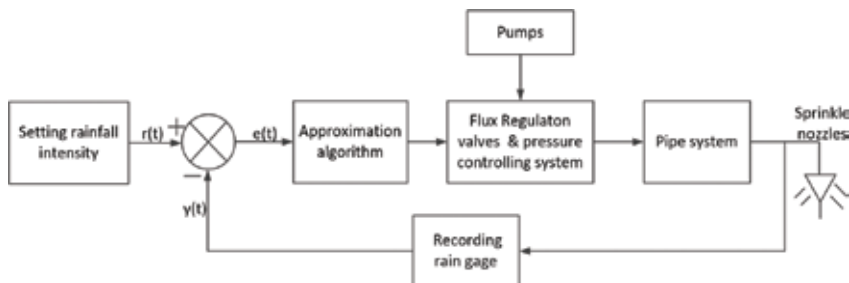 Pumps
Setting rainfall
intensity
r(t)
+
e(t)
−
y(t)
Approximation
algorithm
Flux Regulaton
valves & pressure
controlling system
Pipe system
Sprinkle
nozzles
Recording
rain gage